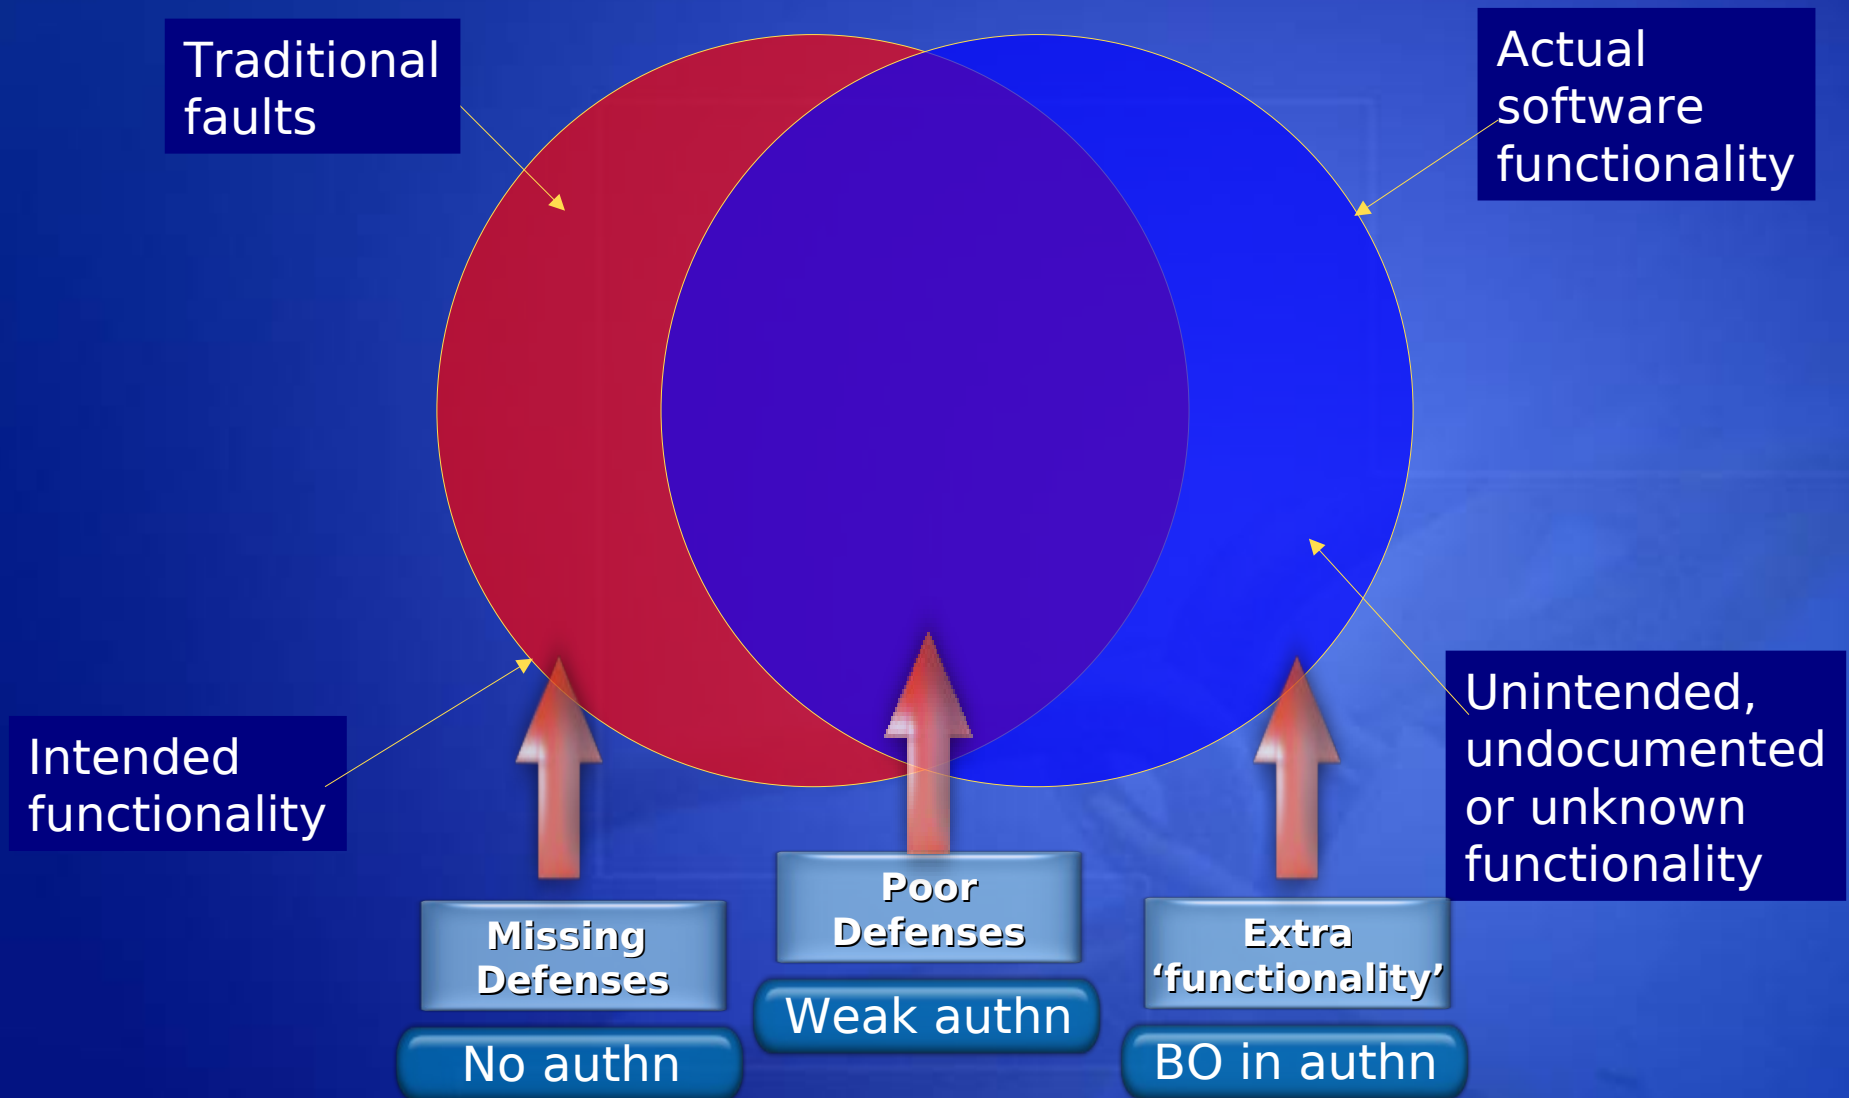 Traditional
faults
Actual
software
functionality
Intended
functionality
Unintended,
undocumented
or unknown
functionality
Missing
Defenses
No authn
Poor
Defenses
Weak authn
Extra
‘functionality’
BO in authn